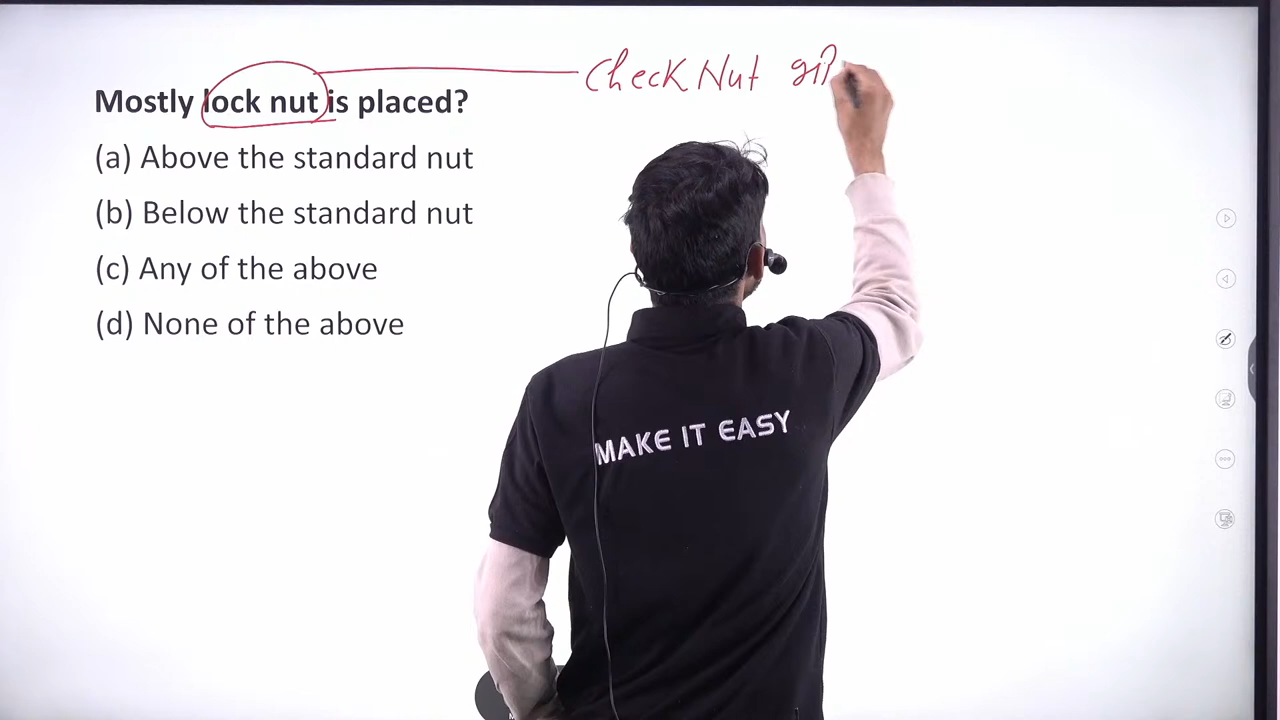 Check Nut
Mostly lock nut is placed?
(a) Above the standard nut
(b) Below the standard nut
(c) Any of the above
(d) None of the above
MAKE IT EASY